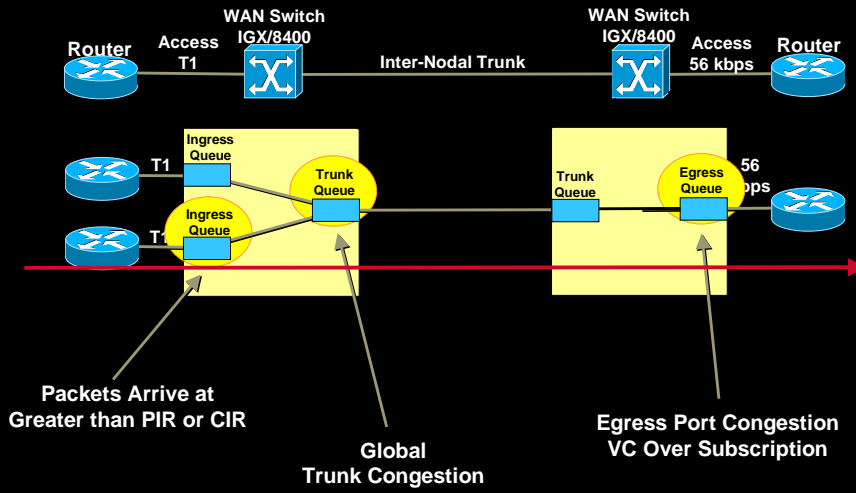 WAN Switch
IGX/8400
WAN Switch
IGX/8400
Router
Access
T1
Inter-Nodal Trunk
Access
56 kbps
Router
Ingress
Queue
T1
Trunk
Queue
Trunk
Queue
Egress
Queue
56
Ingress
Queue
T1
Packets Arrive at
Greater than PIR or CIR
Global
Trunk Congestion
Egress Port Congestion
VC Over Subscription